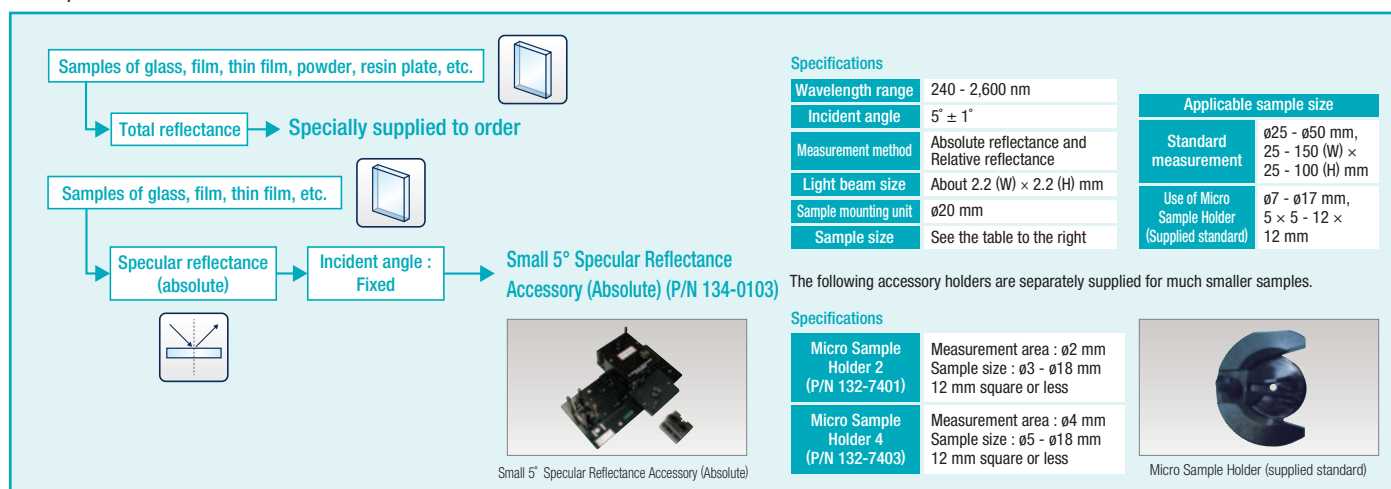 Samples of glass, film, thin film, powder, resin plate, etc.
Total reflectance
Specially supplied to order
Samples of glass, film, thin film, etc.
Specular reflectance
(absolute)
Incident angle :
Fixed
Small 5° Specular Reflectance
Accessory (Absolute) (P/N 134-0103)
Small 5° Specular Reflectance Accessory (Absolute)
Specifications
Wavelength range 240 - 2,600 nm
Incident angle 5° ± 1°
Measurement method Absolute reflectance and
Relative reflectance
Light beam size About 2.2 (W) × 2.2 (H) mm
Sample mounting unit ø20 mm
Sample size See the table to the right
Applicable sample size
Standard
measurement
ø25 - ø50 mm,
25 - 150 (W) ×
25 - 100 (H) mm
Use of Micro
Sample Holder
(Supplied standard)
ø7 - ø17 mm,
5 × 5 - 12 ×
12 mm
The following accessory holders are separately supplied for much smaller samples.
Specifications
Micro Sample
Holder 2
(P/N 132-7401)
Measurement area : ø2 mm
Sample size : ø3 - ø18 mm
12 mm square or less
Micro Sample
Holder 4
(P/N 132-7403)
Measurement area : ø4 mm
Sample size : ø5 - ø18 mm
12 mm square or less
Micro Sample Holder (supplied standard)